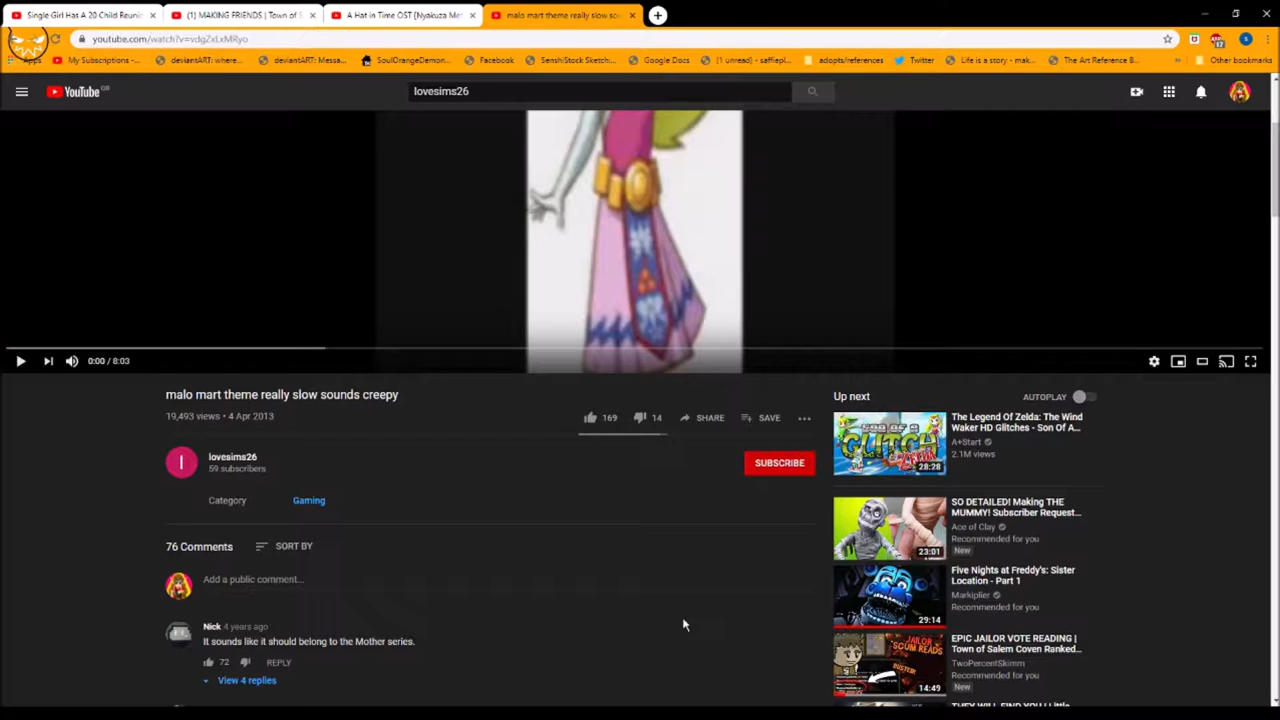 Single Girl Has A 20 Child Reuni
(1) MAKING FRIENDS | Town of S
A Hat in Time OST [Nyakuza Me
malo mart theme really slow sou
youtube.com/watch?v=vdgZxLxMRyo
Apps
My Subscriptions -...
deviantART: where...
deviantART: Messa...
SoulOrangeDemon...
Facebook
SenshiStock Sketch:...
Google Docs
(1 unread) - saffiepl...
adopts/references
Twitter
Life is a story - mak...
The Art Reference B...
Other bookmarks
YouTube GB
lovesims26
0:00 / 8:03
malo mart theme really slow sounds creepy
19,493 views • 4 Apr 2013
169
14
SHARE
SAVE
l
lovesims26
59 subscribers
SUBSCRIBE
Category
Gaming
76 Comments
SORT BY
Add a public comment...
Nick 4 years ago
It sounds like it should belong to the Mother series.
72
REPLY
View 4 replies
Up next
AUTOPLAY
SON OF A
GLITCH
28:28
The Legend Of Zelda: The Wind
Waker HD Glitches - Son Of A...
A+Start
2.1M views
23:01
SO DETAILED! Making THE
MUMMY! Subscriber Request...
Ace of Clay
Recommended for you
New
29:14
Five Nights at Freddy's: Sister
Location - Part 1
Markiplier
Recommended for you
JAILOR
SCUM READS
14:49
EPIC JAILOR VOTE READING |
Town of Salem Coven Ranked...
TwoPercentSkimm
Recommended for you
New
THEY WILL FIND YOU | Little